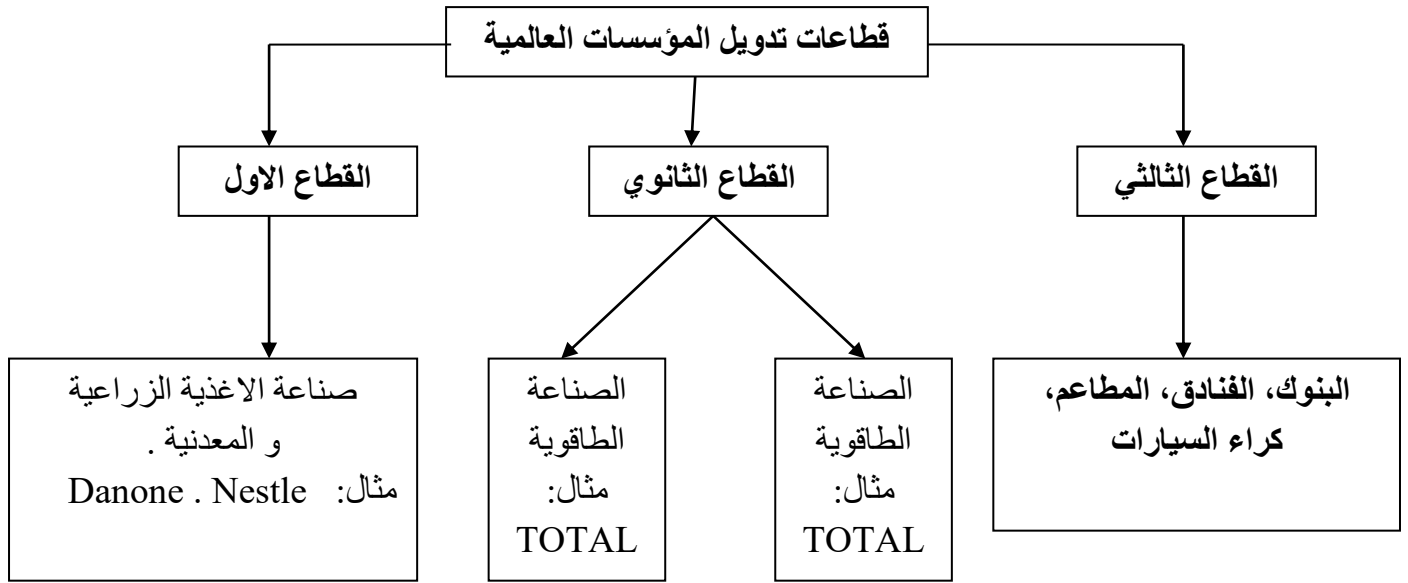 قطاعات تدويل المؤسسات العالمية
القطاع الثالثي
القطاع الثانوي
القطاع الاول
البنوك، الفنادق، المطاعم،
كراء السيارات
الصناعة
الطاقوية
مثال:
TOTAL
الصناعة
الطاقوية
مثال:
TOTAL
صناعة الاغذية الزراعية
و المعدنية .
مثال: Danone . Nestle